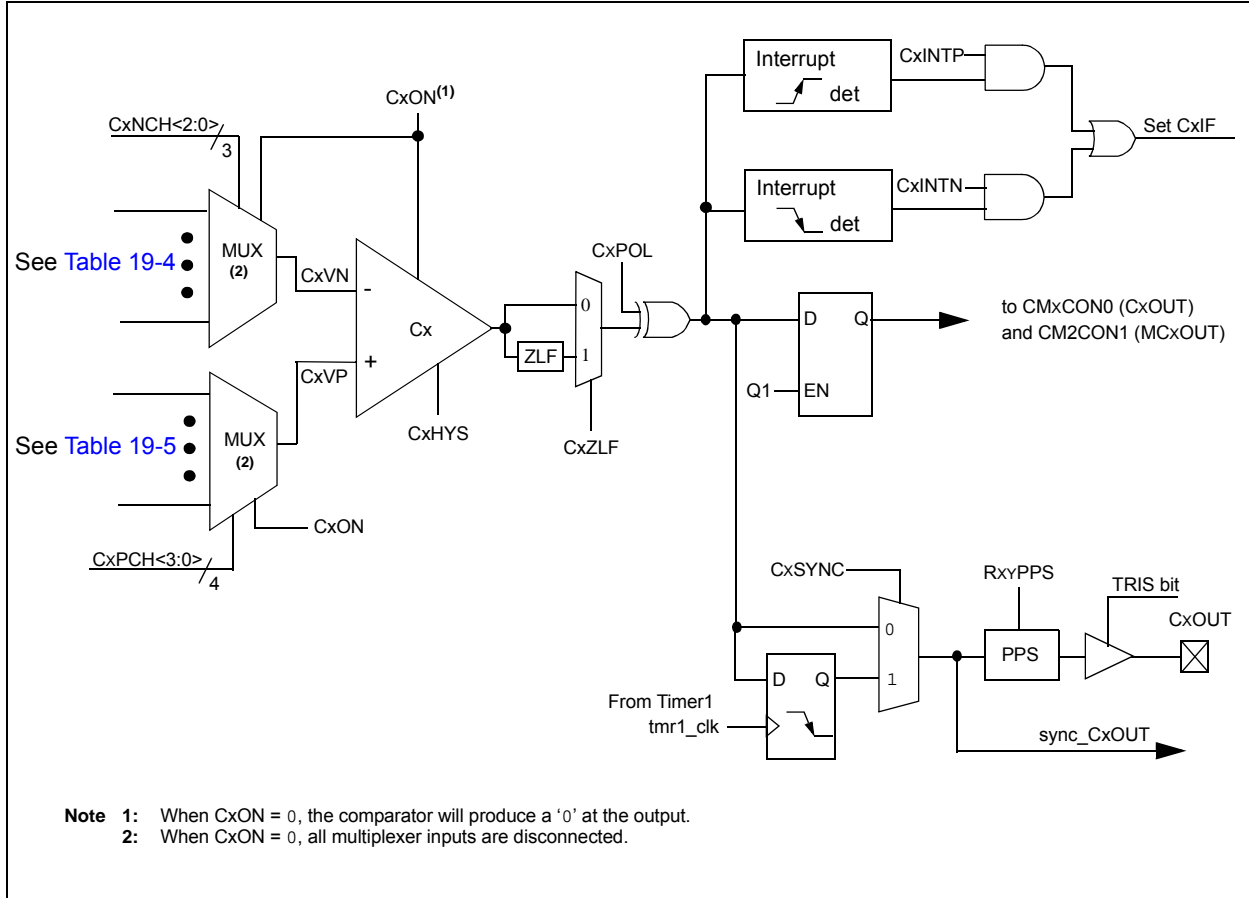 Interrupt
det
CxINTP
Set CxIF
Interrupt
det
CxINTN
CxON(1)
CxNCH<2:0>
3
MUX
(2)
See Table 19-4
CxVN
-
Cx
+
CxVP
CxHYS
0
ZLF
1
CxZLF
CxPOL
D Q
Q1
EN
to CMxCON0 (CxOUT)
and CM2CON1 (MCxOUT)
See Table 19-5
MUX
(2)
CxON
CxPCH<3:0>
4
CxSYNC
0
1
D Q
From Timer1
tmr1_clk
RxyPPS
PPS
TRIS bit
CxOUT
sync_CxOUT
Note 1: When CxON = 0, the comparator will produce a ‘0’ at the output.
2: When CxON = 0, all multiplexer inputs are disconnected.